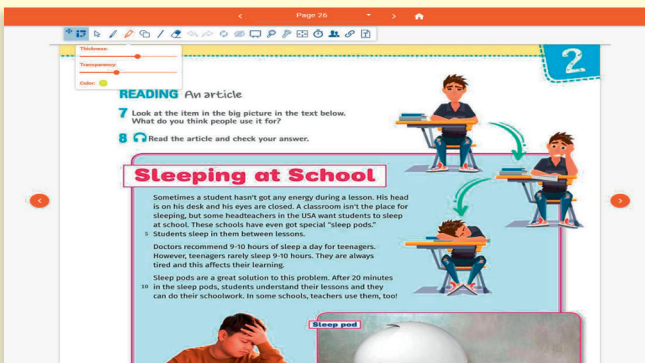 Page 26
Thickness:
Transparency:
Color:
2
READING An article
7 Look at the item in the big picture in the text below.
What do you think people use it for?
8 Read the article and check your answer.
Sleeping at School
Sometimes a student hasn't got any energy during a lesson. His head
is on his desk and his eyes are closed. A classroom isn't the place for
sleeping, but some headteachers in the USA want students to sleep
at school. These schools have even got special "sleep pods."
5 Students sleep in them between lessons.
Doctors recommend 9-10 hours of sleep a day for teenagers.
However, teenagers rarely sleep 9-10 hours. They are always
tired and this affects their learning.
Sleep pods are a great solution to this problem. After 20 minutes
10 in the sleep pods, students understand their lessons and they
can do their schoolwork. In some schools, teachers use them, too!
Sleep pod